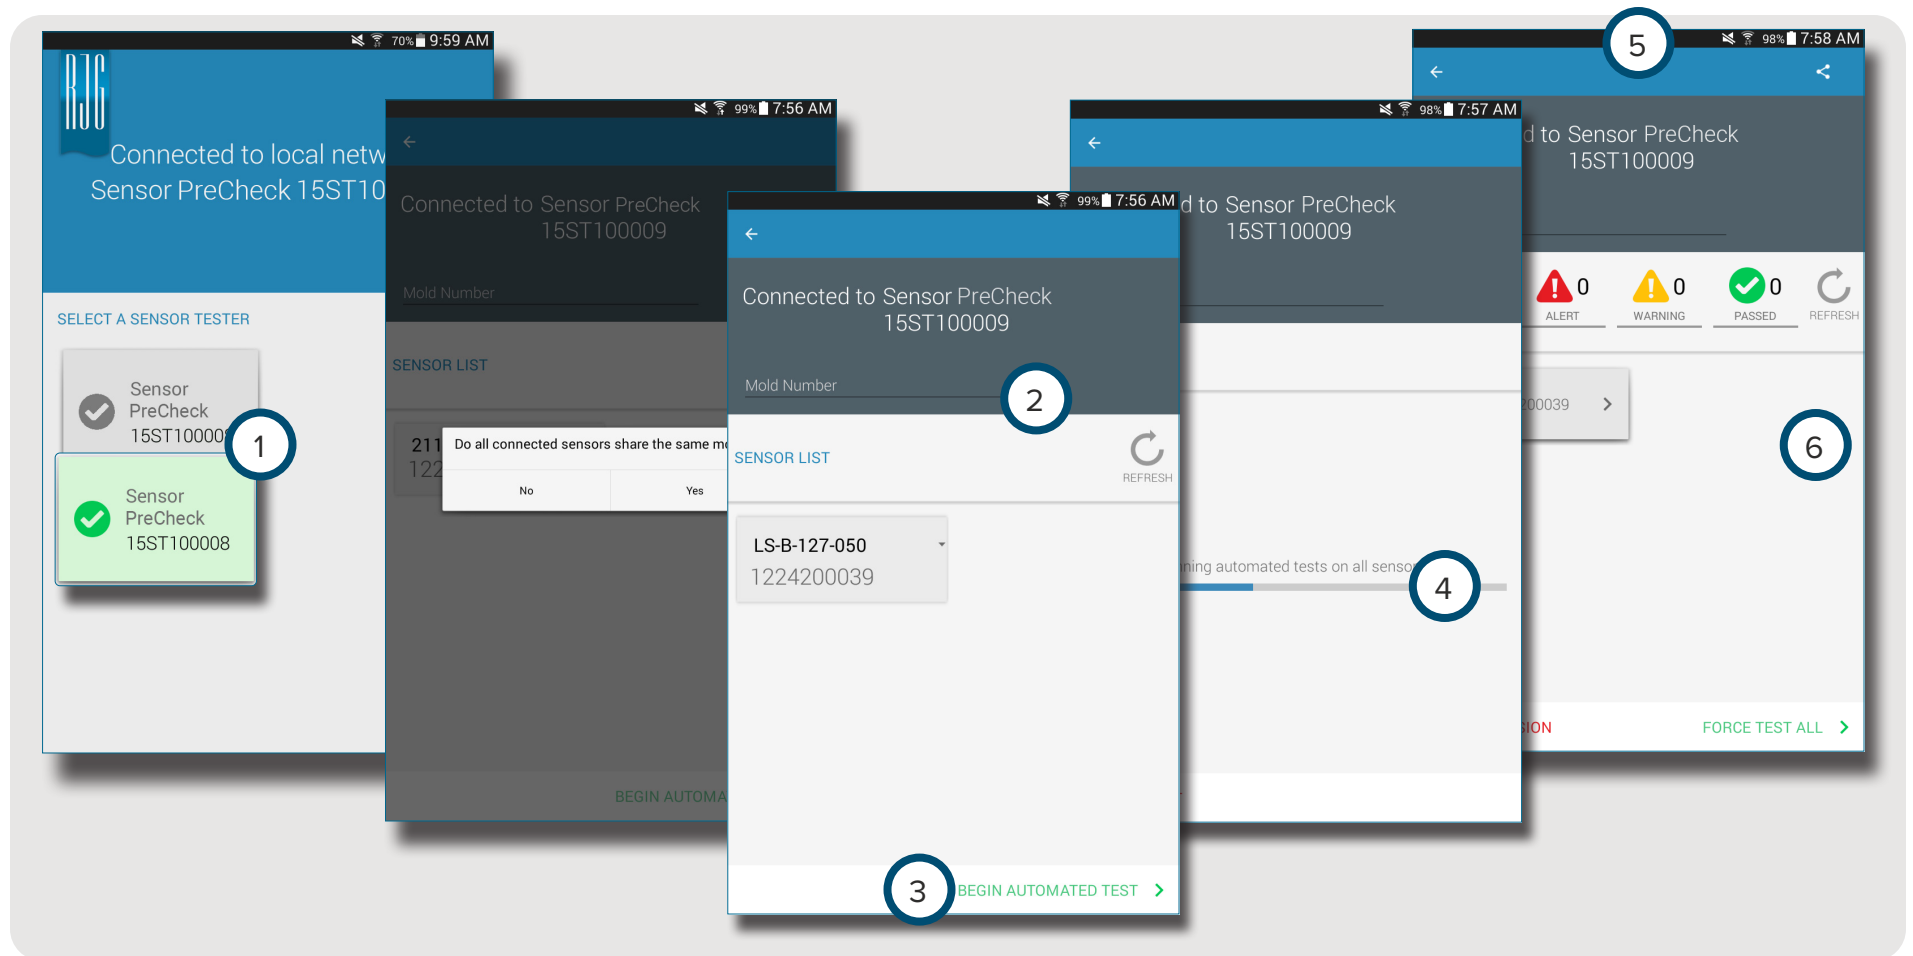 70% 9:59 AM
RJG
Connected to local netw
Sensor PreCheck 15ST10
SELECT A SENSOR TESTER
Sensor
PreCheck
15ST10000
1
Sensor
PreCheck
15ST100008
99% 7:56 AM
Connected to Sensor PreCheck
15ST100009
Mold Number
SENSOR LIST
211
122
Do all connected sensors share the same mo
No
Yes
BEGIN AUTOMA
99% 7:56 AM
Connected to Sensor PreCheck
15ST100009
Mold Number
2
SENSOR LIST
REFRESH
LS-B-127-050
1224200039
3
BEGIN AUTOMATED TEST
98% 7:57 AM
d to Sensor PreCheck
15ST100009
ning automated tests on all senso
4
5
98% 7:58 AM
d to Sensor PreCheck
15ST100009
0
ALERT
0
WARNING
0
PASSED
REFRESH
200039
6
SION
FORCE TEST ALL